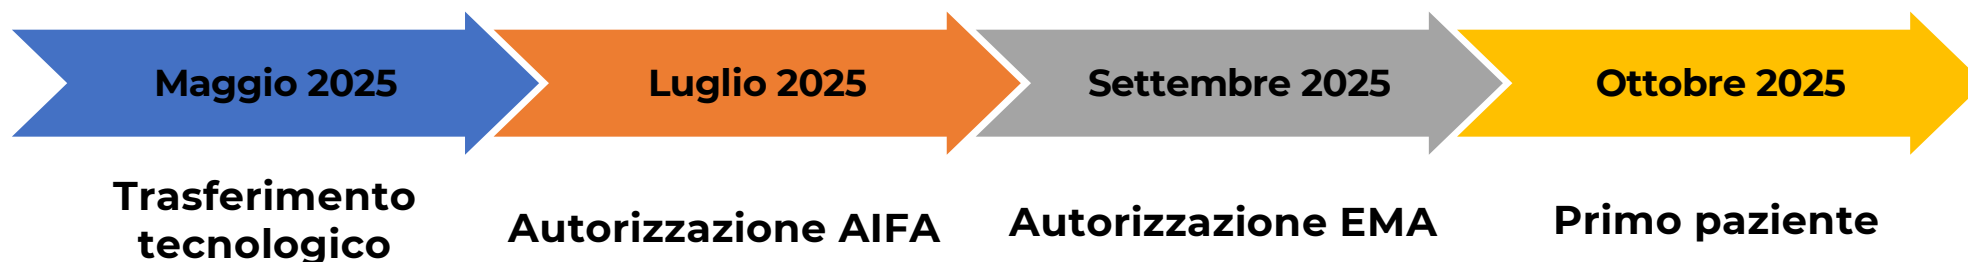 Maggio 2025
Luglio 2025
Settembre 2025
Ottobre 2025
Trasferimento
tecnologico
Autorizzazione AIFA
Autorizzazione EMA
Primo paziente